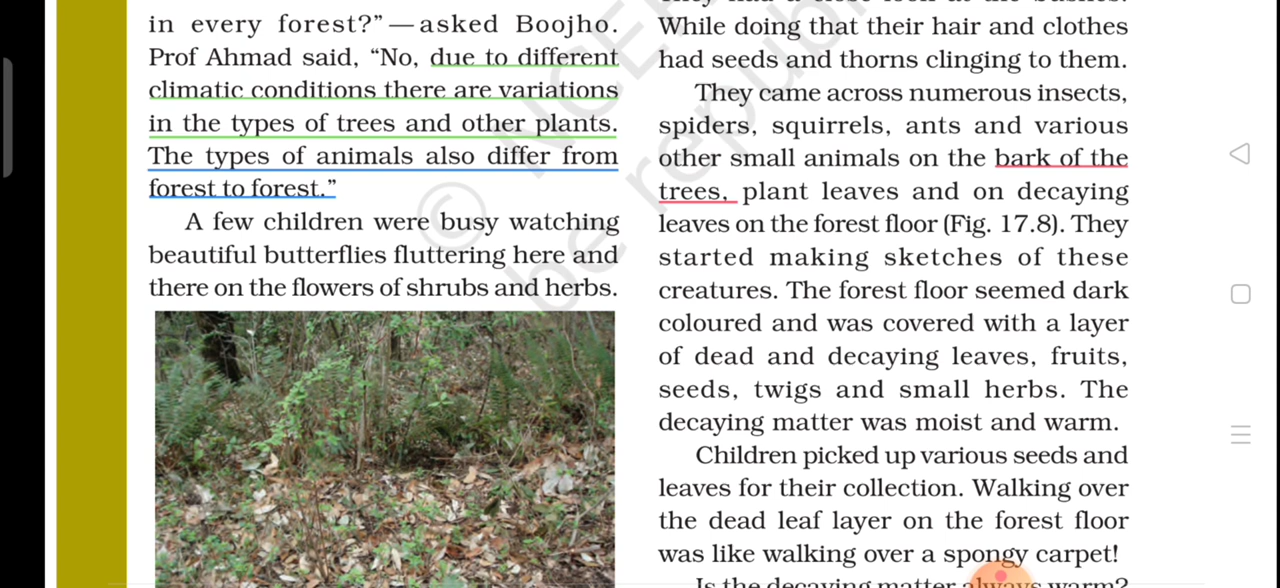 in every forest?” — asked Boojho.
Prof Ahmad said, “No, due to different
climatic conditions there are variations
in the types of trees and other plants.
The types of animals also differ from
forest to forest.”
A few children were busy watching
beautiful butterflies fluttering here and
there on the flowers of shrubs and herbs.
While doing that their hair and clothes
had seeds and thorns clinging to them.
They came across numerous insects,
spiders, squirrels, ants and various
other small animals on the bark of the
trees, plant leaves and on decaying
leaves on the forest floor (Fig. 17.8). They
started making sketches of these
creatures. The forest floor seemed dark
coloured and was covered with a layer
of dead and decaying leaves, fruits,
seeds, twigs and small herbs. The
decaying matter was moist and warm.
Children picked up various seeds and
leaves for their collection. Walking over
the dead leaf layer on the forest floor
was like walking over a spongy carpet!
Is the decaying matter always warm?
© NCE
be republ